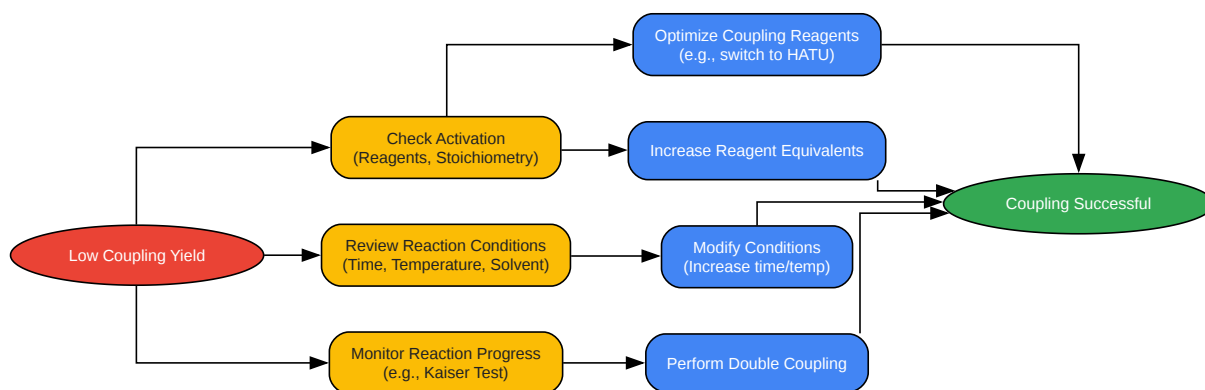 Optimize Coupling Reagents
(e.g., switch to HATU)
Check Activation
(Reagents, Stoichiometry)
Increase Reagent Equivalents
Coupling Successful
Low Coupling Yield
Review Reaction Conditions
(Time, Temperature, Solvent)
Modify Conditions
(Increase time/temp)
Monitor Reaction Progress
(e.g., Kaiser Test)
Perform Double Coupling